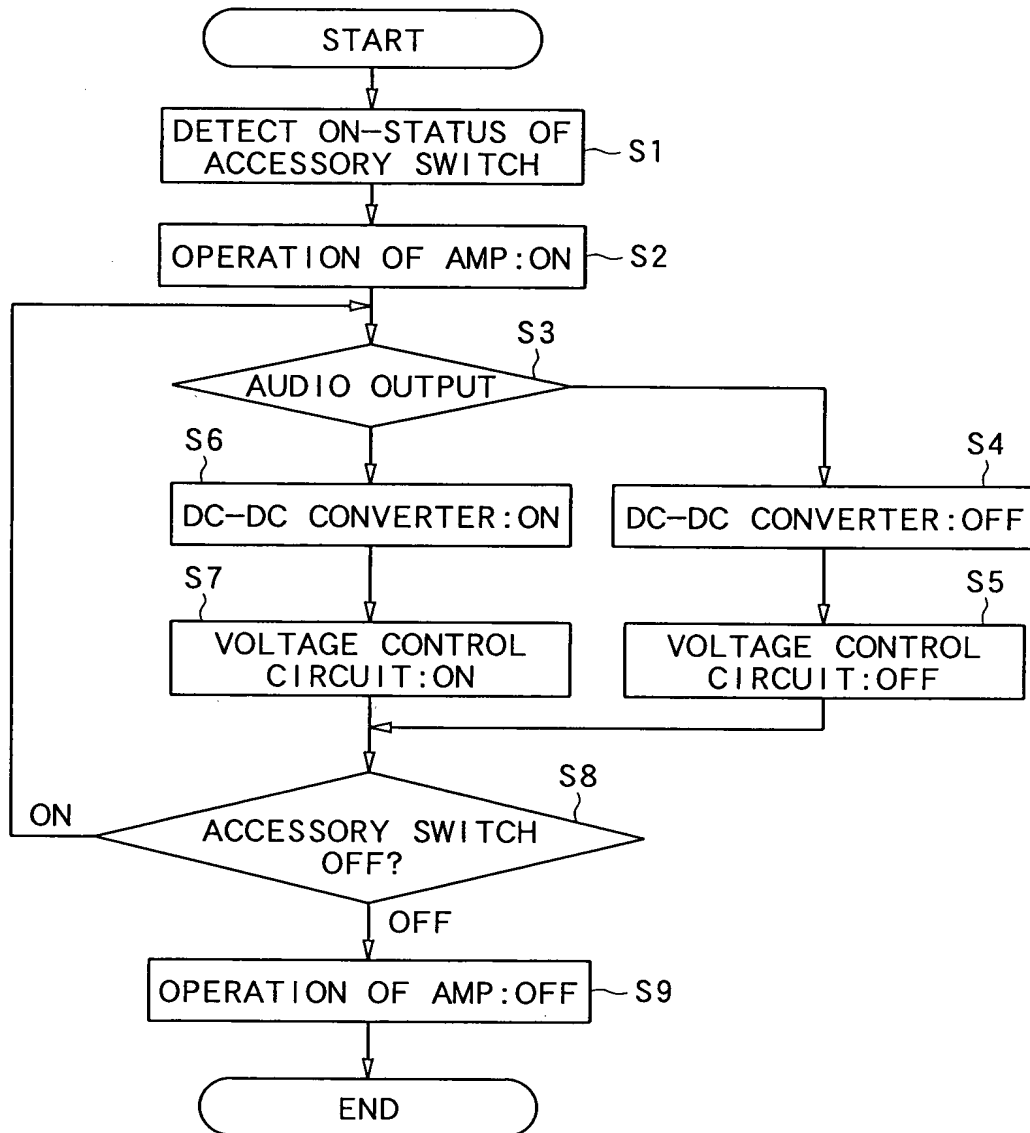 START
DETECT ON-STATUS OF
ACCESSORY SWITCH
S1
OPERATION OF AMP:ON
S2
S3
AUDIO OUTPUT
S6
DC-DC CONVERTER:ON
S4
DC-DC CONVERTER:OFF
S7
VOLTAGE CONTROL
CIRCUIT:ON
S5
VOLTAGE CONTROL
CIRCUIT:OFF
S8
ON
ACCESSORY SWITCH
OFF?
OFF
OPERATION OF AMP:OFF
S9
END